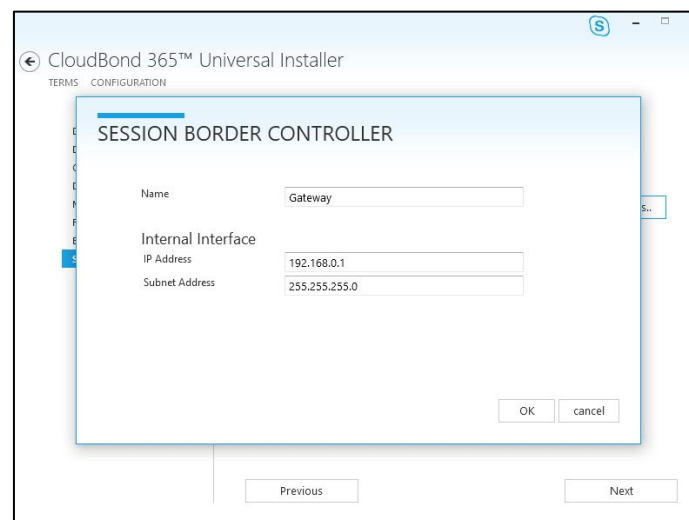 CloudBond 365™ Universal Installer
TERMS CONFIGURATION
SESSION BORDER CONTROLLER
Name Gateway
s..
Internal Interface
IP Address 192.168.0.1
Subnet Address 255.255.255.0
OK cancel
Previous Next